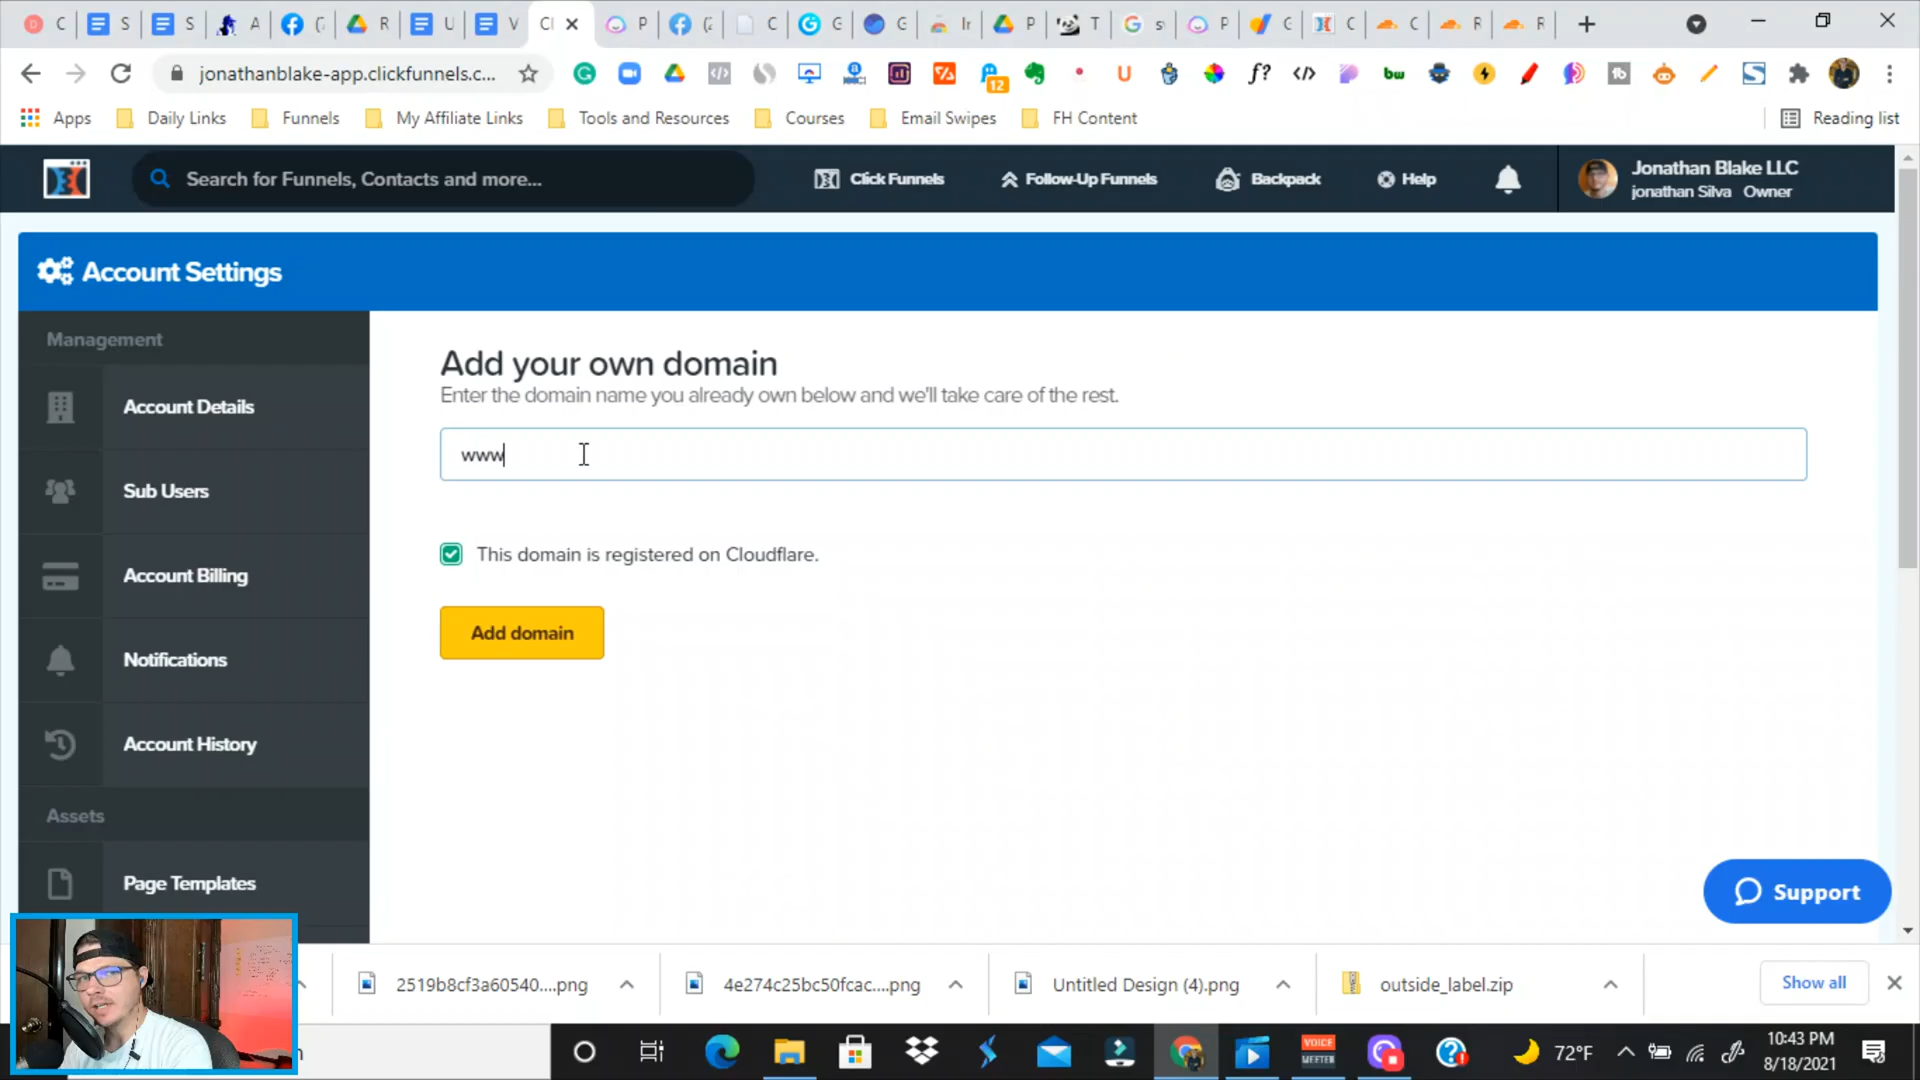 C S S A ( R U V Cl P ( C G G Ir P T s P G C C R R
jonathanblake-app.clickfunnels.c...
12
Apps Daily Links Funnels My Affiliate Links Tools and Resources Courses Email Swipes FH Content Reading list
Search for Funnels, Contacts and more... Click Funnels Follow-Up Funnels Backpack Help Jonathan Blake LLC
jonathan Silva Owner
Account Settings
Management
Account Details
Sub Users
Account Billing
Notifications
Account History
Assets
Page Templates
Add your own domain
Enter the domain name you already own below and we'll take care of the rest.
www
This domain is registered on Cloudflare.
Add domain
Support
2519b8cf3a60540....png 4e274c25bc50fcac....png Untitled Design (4).png outside_label.zip Show all
VOICE
MEETER
72°F
10:43 PM
8/18/2021